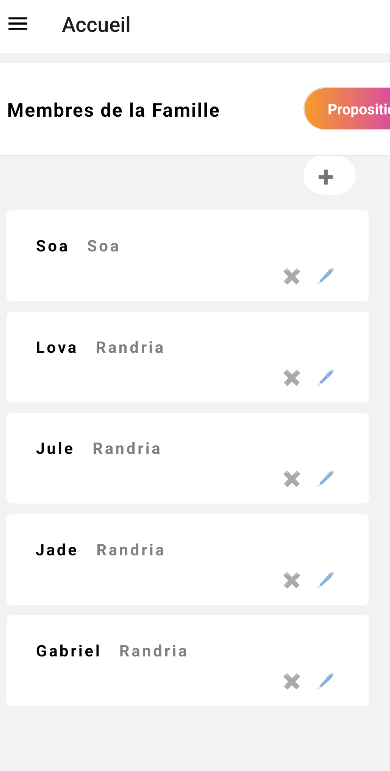 Accueil
Membres de la Famille
Propositi
Soa Soa
Lova Randria
Jule Randria
Jade Randria
Gabriel Randria